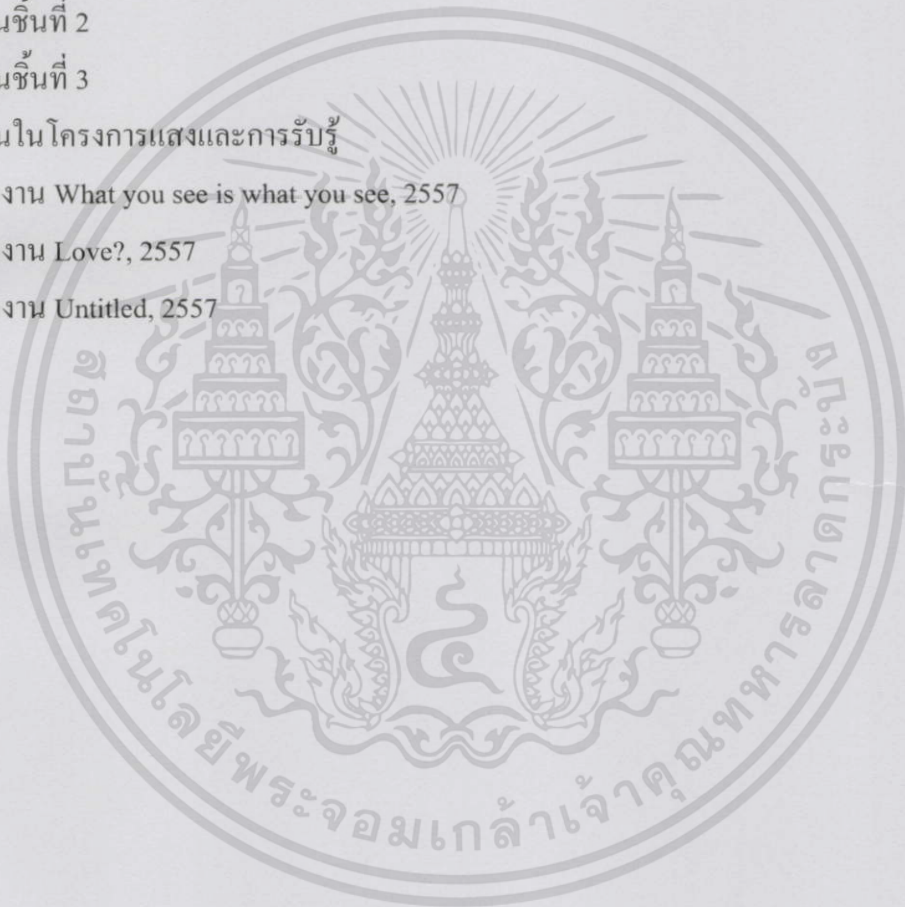 นชิ้นที่ 2
นชิ้นที่ 3
นในโครงการแสงและการรับรู้
งาน What you see is what you see, 2557
งาน Love?, 2557
งาน Untitled, 2557
สถาบันเทคโนโลยีพระจอมเกล้าเจ้าคุณทหารลาดกระบัง